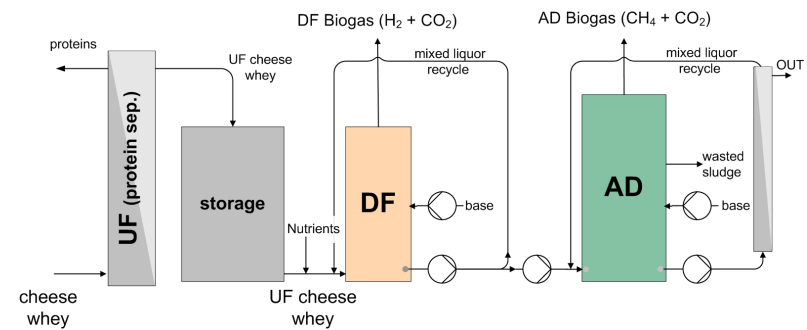 DF Biogas (H₂ + CO₂)
AD Biogas (CH₄ + CO₂)
proteins
UF cheese
whey
mixed liquor
recycle
mixed liquor
recycle
OUT
UF (protein sep.)
storage
DF
AD
wasted
sludge
base
base
Nutrients
cheese
whey
UF cheese
whey